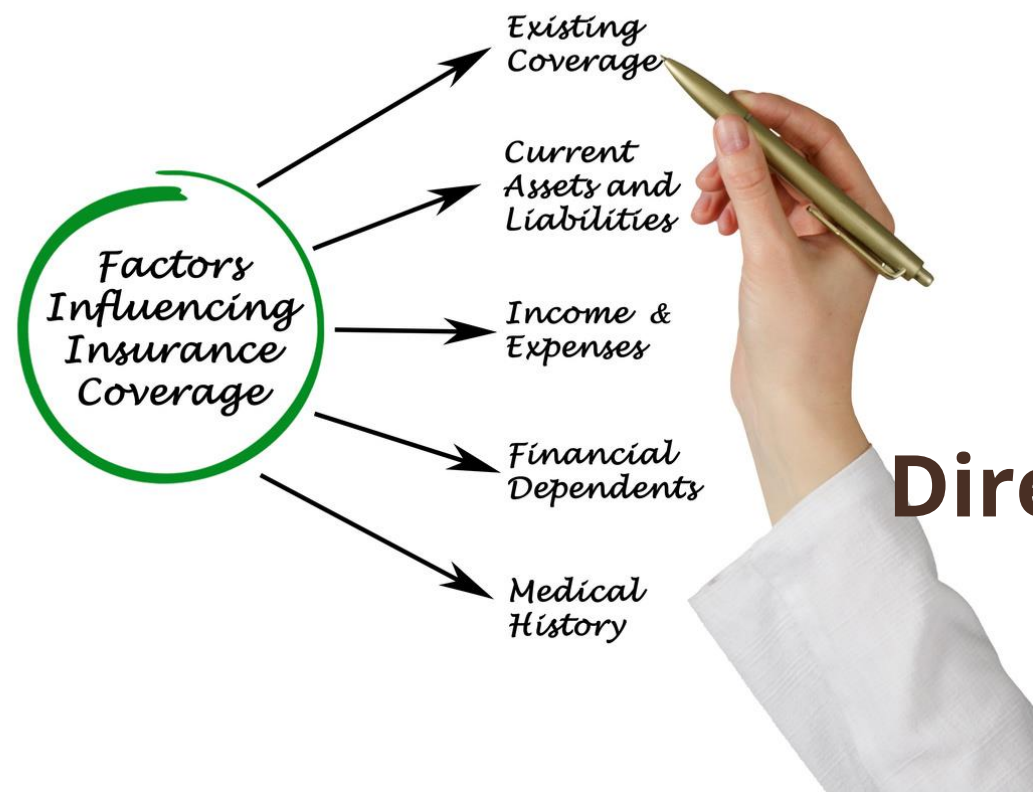 Existing
Coverage
Current
Assets and
Liabilities
Factors
Influencing
Insurance
Coverage
Income &
Expenses
Financial
Dependents
Medical
History
Dire